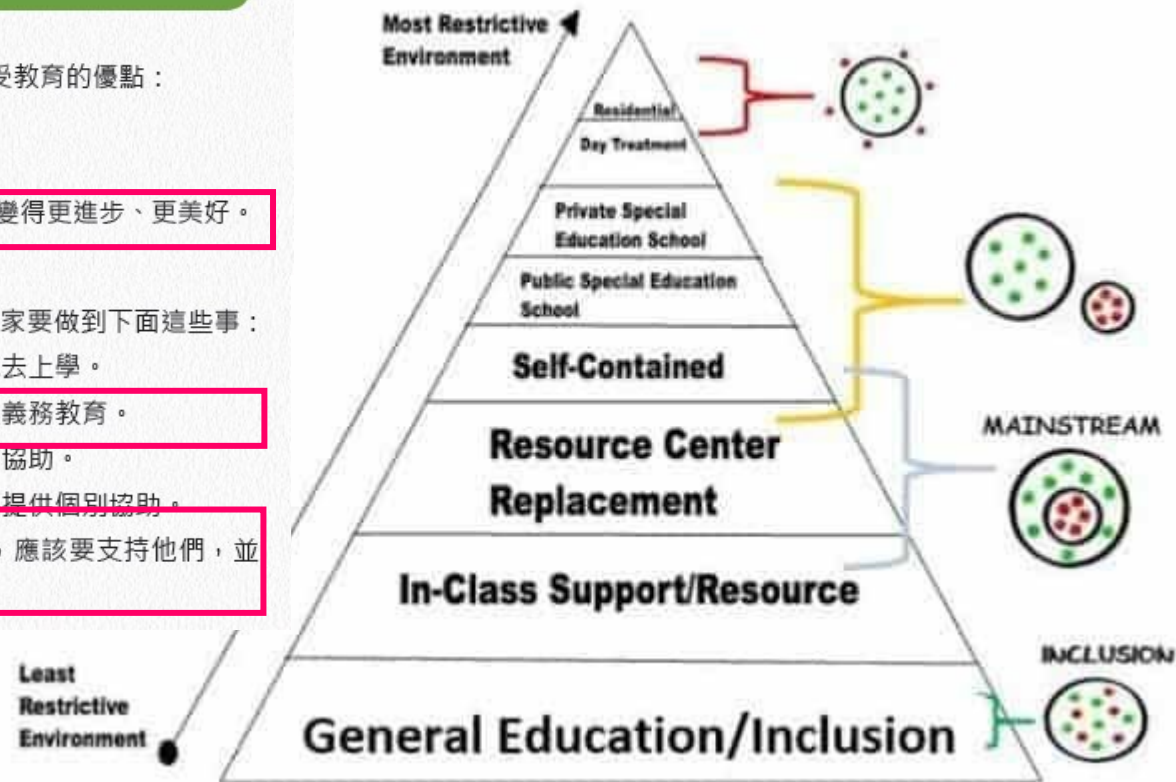 受教育的優點：
變得更進步、更美好。
家要做到下面這些事：
去上學。
義務教育。
協助。
提供個別協助。
應該要支持他們，並
Most Restrictive
Environment
Residential
Day Treatment
Private Special
Education School
Public Special Education
School
Self-Contained
Resource Center
Replacement
In-Class Support/Resource
General Education/Inclusion
Least
Restrictive
Environment
MAINSTREAM
INCLUSION